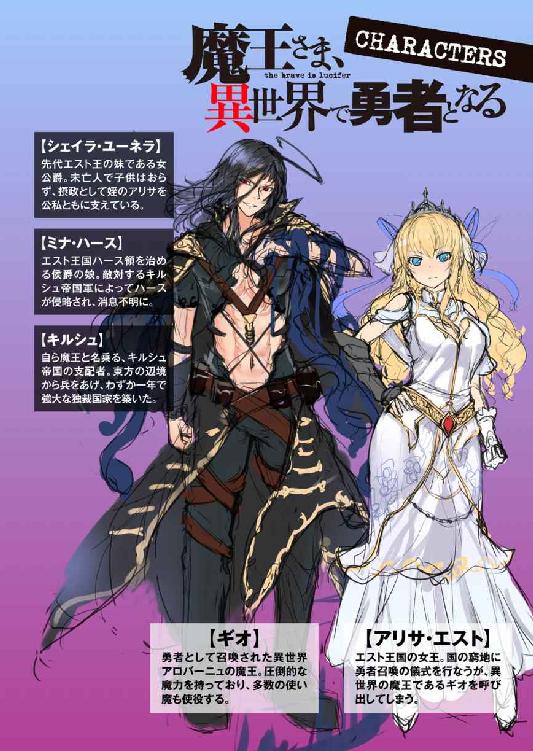 魔王さま、
the brave is lucifer
異世界で勇者となる
CHARACTERS
【シェイラ・ユーネラ】
先代エスト王の妹である女
公爵。未亡人で子供はおら
ず、摂政として姪のアリサを
公私ともに支えている。
【ミナ・ハース】
エスト王国ハース領を治め
る侯爵の娘。敵対するキル
シュ帝国軍によってハース
が侵略され、消息不明に。
【キルシュ】
自ら魔王と名乗る、キルシュ
帝国の支配者。東方の辺境
から兵をあげ、わずか一年で
強大な独裁国家を築いた。
【ギオ】
勇者として召喚された異世界
アロバーニュの魔王。圧倒的な
魔力を持っており、多数の使い
魔も使役する。
【アリサ・エスト】
エスト王国の女王。国の窮地に
勇者召喚の儀式を行なうが、異
世界の魔王であるギオを呼び
出してしまう。